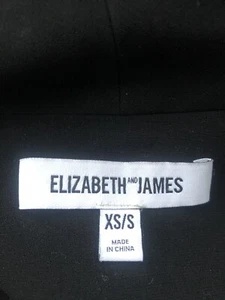 ELIZABETH AND JAMES
XS/S
MADE
IN CHINA